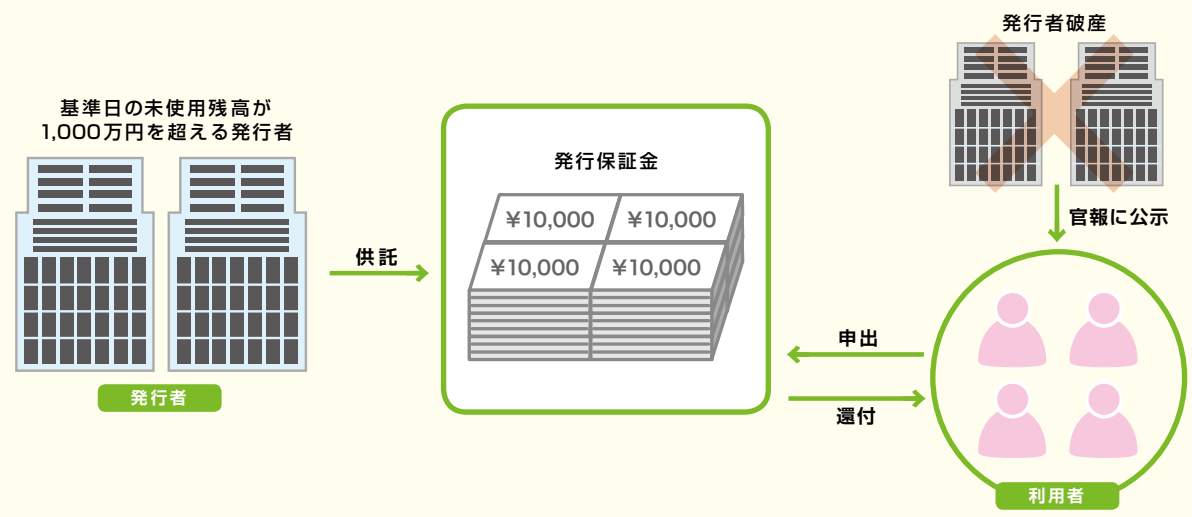 基準日の未使用残高が
1,000万円を超える発行者
発行者
供託
発行保証金
¥10,000
¥10,000
¥10,000
¥10,000
発行者破産
官報に公示
申出
還付
利用者